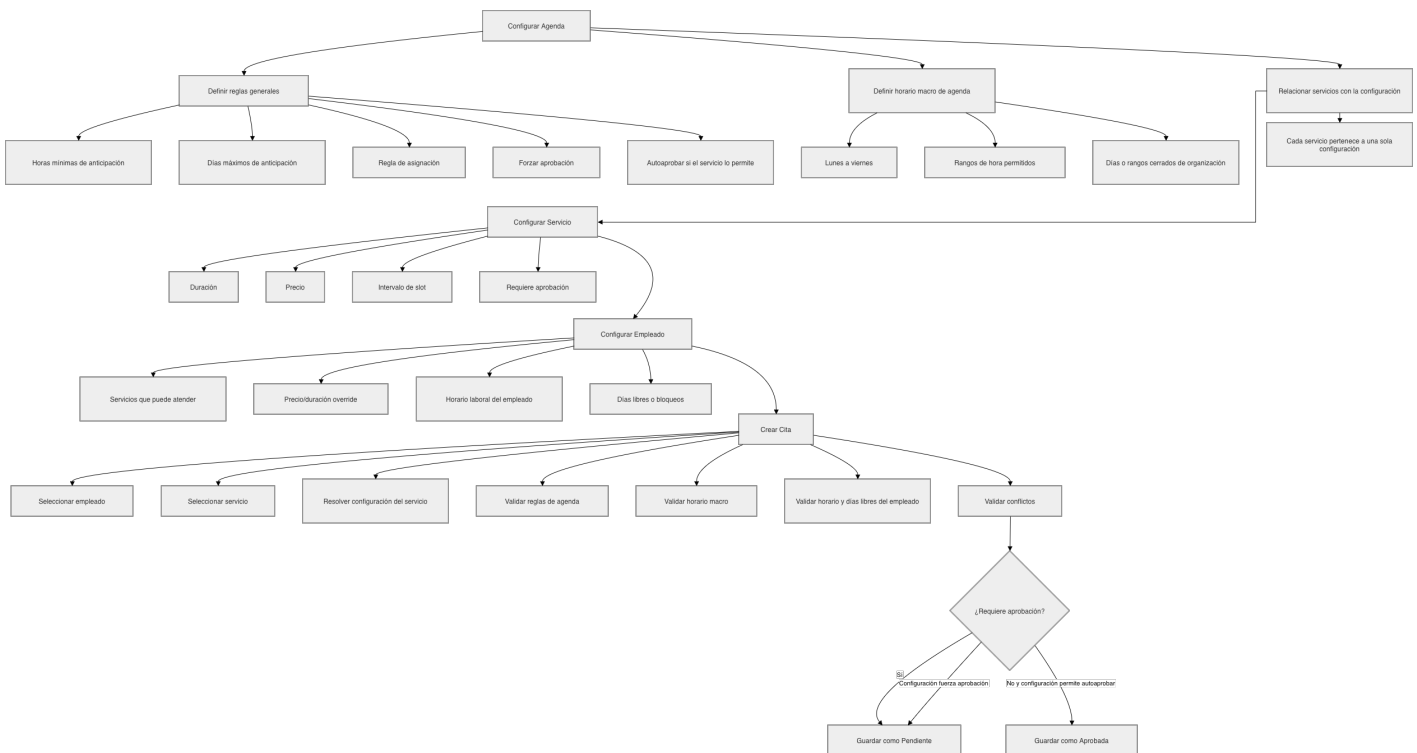 Configurar Agenda
Definir reglas generales
Definir horario macro de agenda
Relacionar servicios con la configuración
Horas mínimas de anticipación
Días máximos de anticipación
Regla de asignación
Forzar aprobación
Autoaprobar si el servicio lo permite
Lunes a viernes
Rangos de hora permitidos
Días o rangos cerrados de organización
Cada servicio pertenece a una sola
configuración
Configurar Servicio
Duración
Precio
Intervalo de slot
Requiere aprobación
Configurar Empleado
Servicios que puede atender
Precio/duración override
Horario laboral del empleado
Días libres o bloqueos
Crear Cita
Seleccionar empleado
Seleccionar servicio
Resolver configuración del servicio
Validar reglas de agenda
Validar horario macro
Validar horario y días libres del empleado
Validar conflictos
¿Requiere aprobación?
Sí
Configuración fuerza aprobación
No y configuración permite autoaprobar
Guardar como Pendiente
Guardar como Aprobada